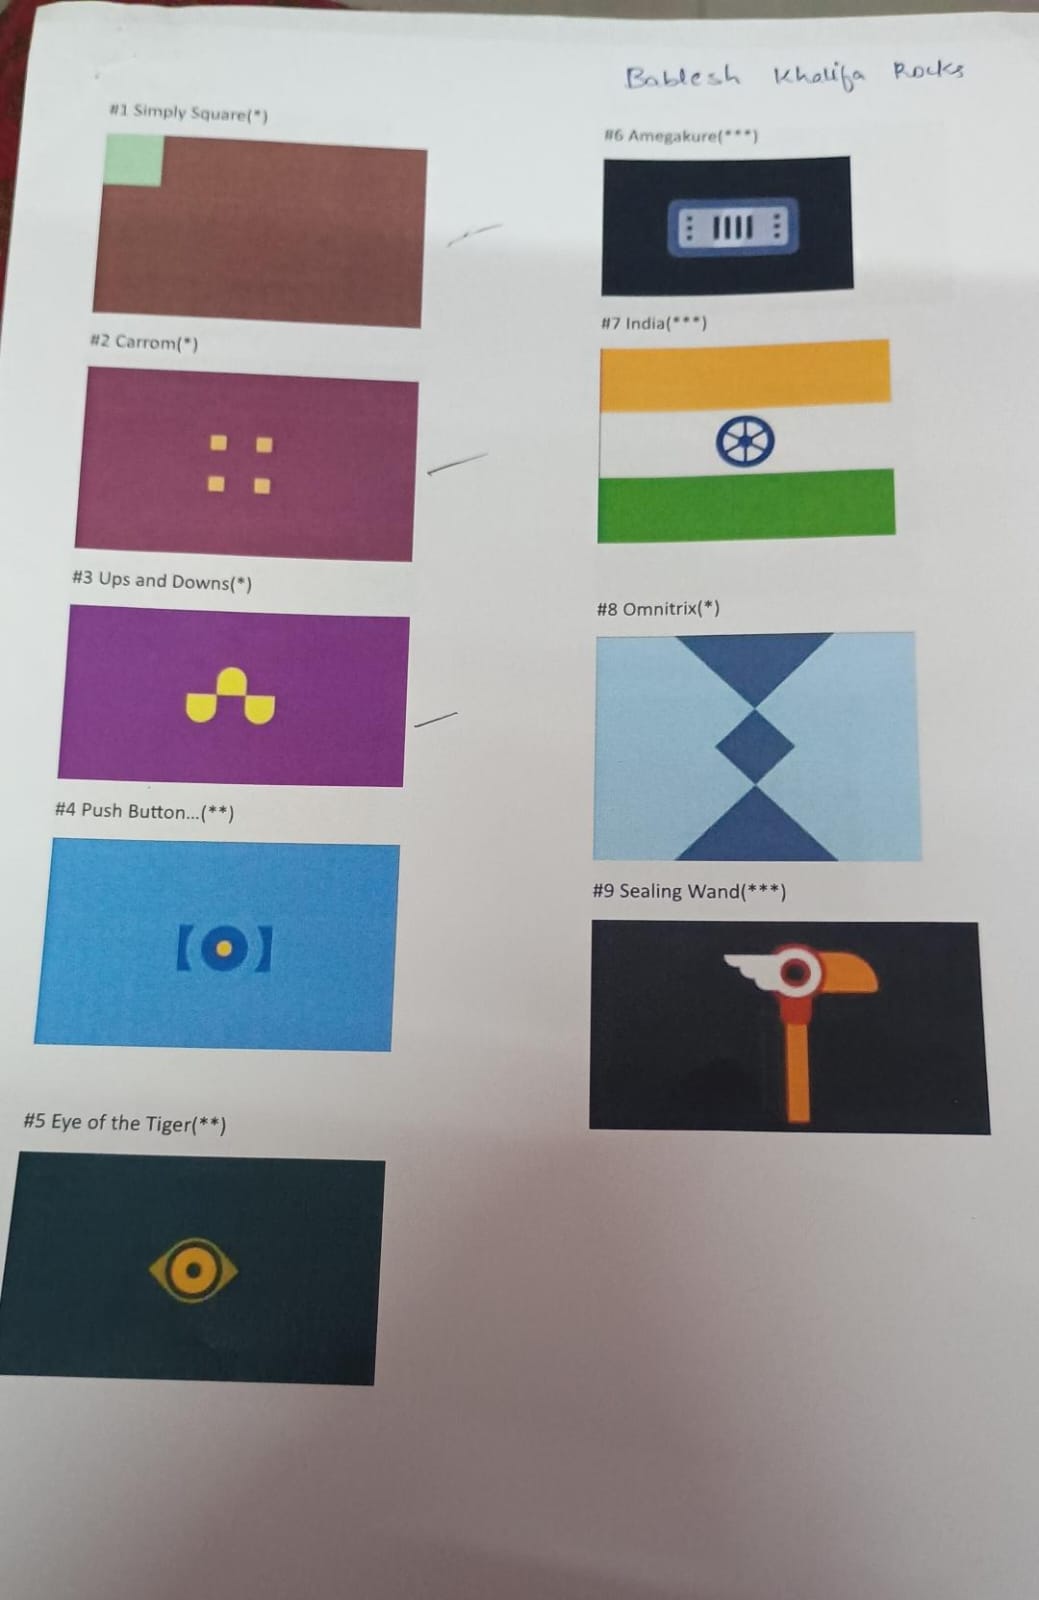 Bablesh Khalifa Rocks
#1 Simply Square(*)
#2 Carrom(*)
#3 Ups and Downs(*)
#4 Push Button...(**)
#5 Eye of the Tiger(**)
#6 Amegakure(***)
#7 India(***)
#8 Omnitrix(*)
#9 Sealing Wand(***)